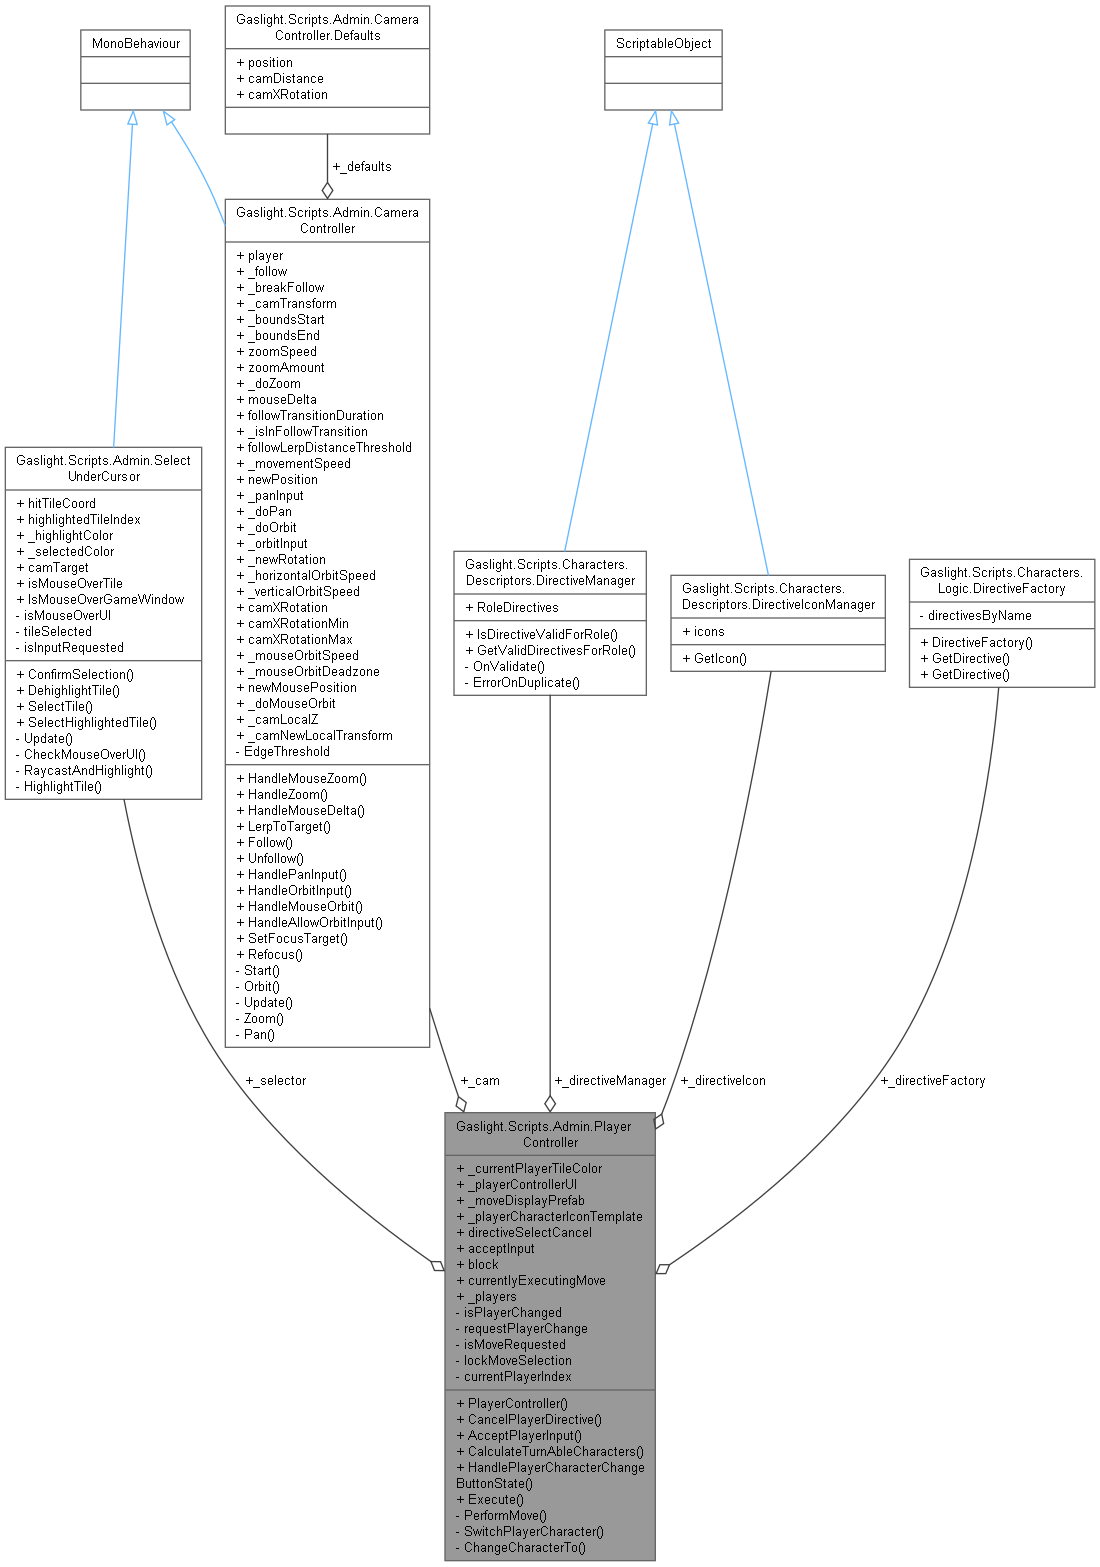 MonoBehaviour
Gaslight.Scripts.Admin.Camera
Controller.Defaults
+ position
+ camDistance
+ camXRotation
ScriptableObject
+_defaults
Gaslight.Scripts.Admin.Camera
Controller
+ player
+ _follow
+ _breakFollow
+ _camTransform
+ _boundsStart
+ _boundsEnd
+ zoomSpeed
+ zoomAmount
+ _doZoom
+ mouseDelta
+ followTransitionDuration
+ _isInFollowTransition
+ followLerpDistanceThreshold
+ _movementSpeed
+ newPosition
+ _panInput
+ _doPan
+ _doOrbit
+ _orbitInput
+ _newRotation
+ _horizontalOrbitSpeed
+ _verticalOrbitSpeed
+ camXRotation
+ camXRotationMin
+ camXRotationMax
+ _mouseOrbitSpeed
+ _mouseOrbitDeadzone
+ newMousePosition
+ _doMouseOrbit
+ _camLocalZ
+ _camNewLocalTransform
- EdgeThreshold
+ HandleMouseZoom()
+ HandleZoom()
+ HandleMouseDelta()
+ LerpToTarget()
+ Follow()
+ Unfollow()
+ HandlePanInput()
+ HandleOrbitInput()
+ HandleMouseOrbit()
+ HandleAllowOrbitInput()
+ SetFocusTarget()
+ Refocus()
- Start()
- Orbit()
- Update()
- Zoom()
- Pan()
Gaslight.Scripts.Admin.Select
UnderCursor
+ hitTileCoord
+ highlightedTileIndex
+ _highlightColor
+ _selectedColor
+ camTarget
+ isMouseOverTile
+ IsMouseOverGameWindow
- isMouseOverUI
- tileSelected
- isInputRequested
+ ConfirmSelection()
+ DehighlightTile()
+ SelectTile()
+ SelectHighlightedTile()
- Update()
- CheckMouseOverUI()
- RaycastAndHighlight()
- HighlightTile()
Gaslight.Scripts.Characters.
Descriptors.DirectiveManager
+ RoleDirectives
+ IsDirectiveValidForRole()
+ GetValidDirectivesForRole()
- OnValidate()
- ErrorOnDuplicate()
Gaslight.Scripts.Characters.
Descriptors.DirectiveIconManager
+ icons
+ GetIcon()
Gaslight.Scripts.Characters.
Logic.DirectiveFactory
- directivesByName
+ DirectiveFactory()
+ GetDirective()
+ GetDirective()
+_selector
+_cam
+_directiveManager
+_directiveIcon
+_directiveFactory
Gaslight.Scripts.Admin.Player
Controller
+ _currentPlayerTileColor
+ _playerControllerUI
+ _moveDisplayPrefab
+ _playerCharacterIconTemplate
+ directiveSelectCancel
+ acceptInput
+ block
+ currentlyExecutingMove
+ _players
- isPlayerChanged
- requestPlayerChange
- isMoveRequested
- lockMoveSelection
- currentPlayerIndex
+ PlayerController()
+ CancelPlayerDirective()
+ AcceptPlayerInput()
+ CalculateTurnAbleCharacters()
+ HandlePlayerCharacterChange
ButtonState()
+ Execute()
- PerformMove()
- SwitchPlayerCharacter()
- ChangeCharacterTo()